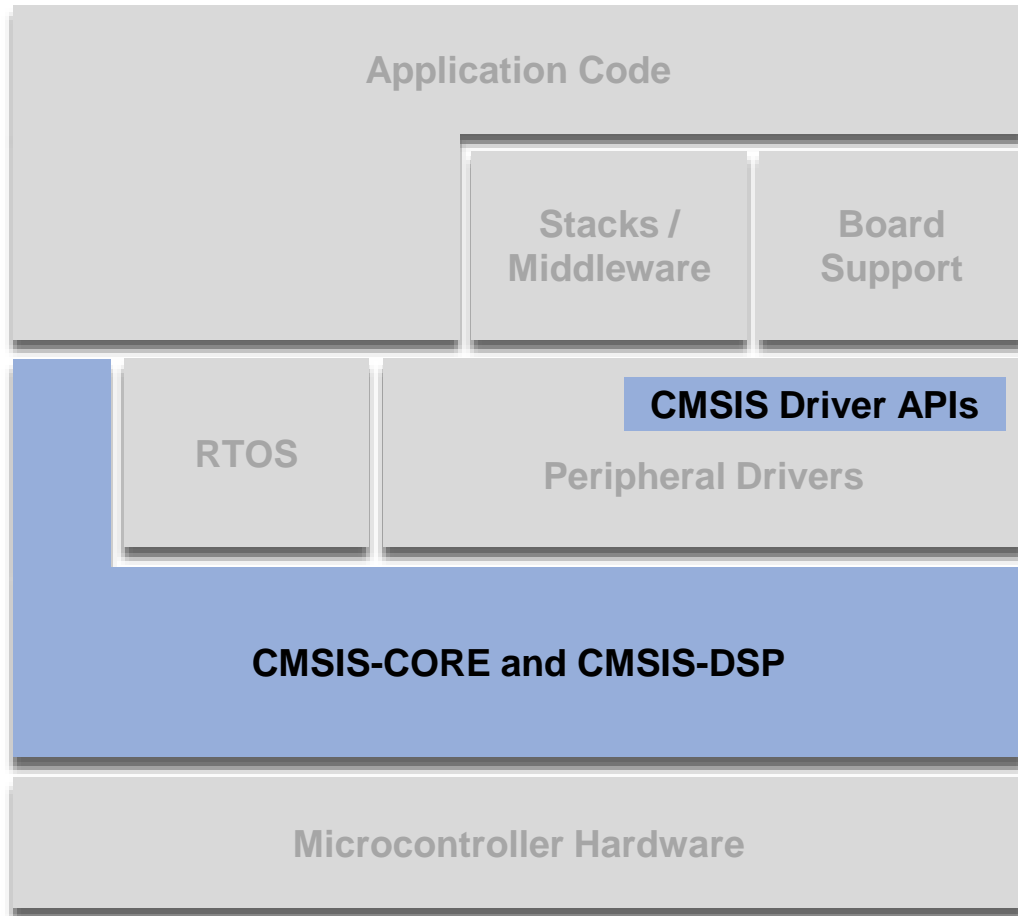 Application Code
Stacks /
Middleware
Board
Support
CMSIS Driver APIs
RTOS
Peripheral Drivers
CMSIS-CORE and CMSIS-DSP
Microcontroller Hardware